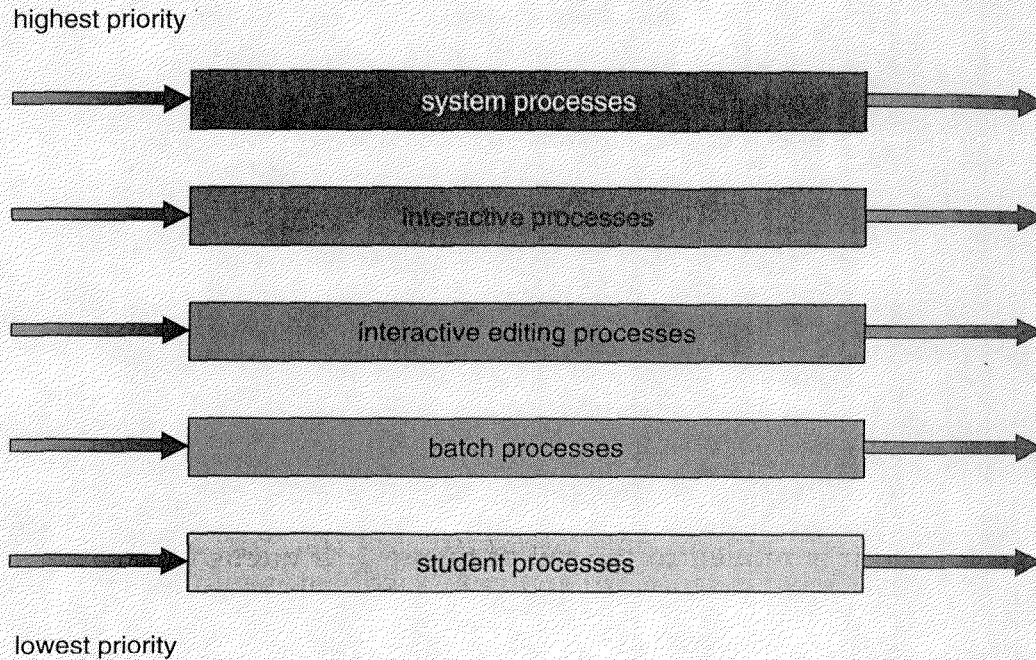 highest priority
system processes
interactive processes
interactive editing processes
batch processes
student processes
lowest priority